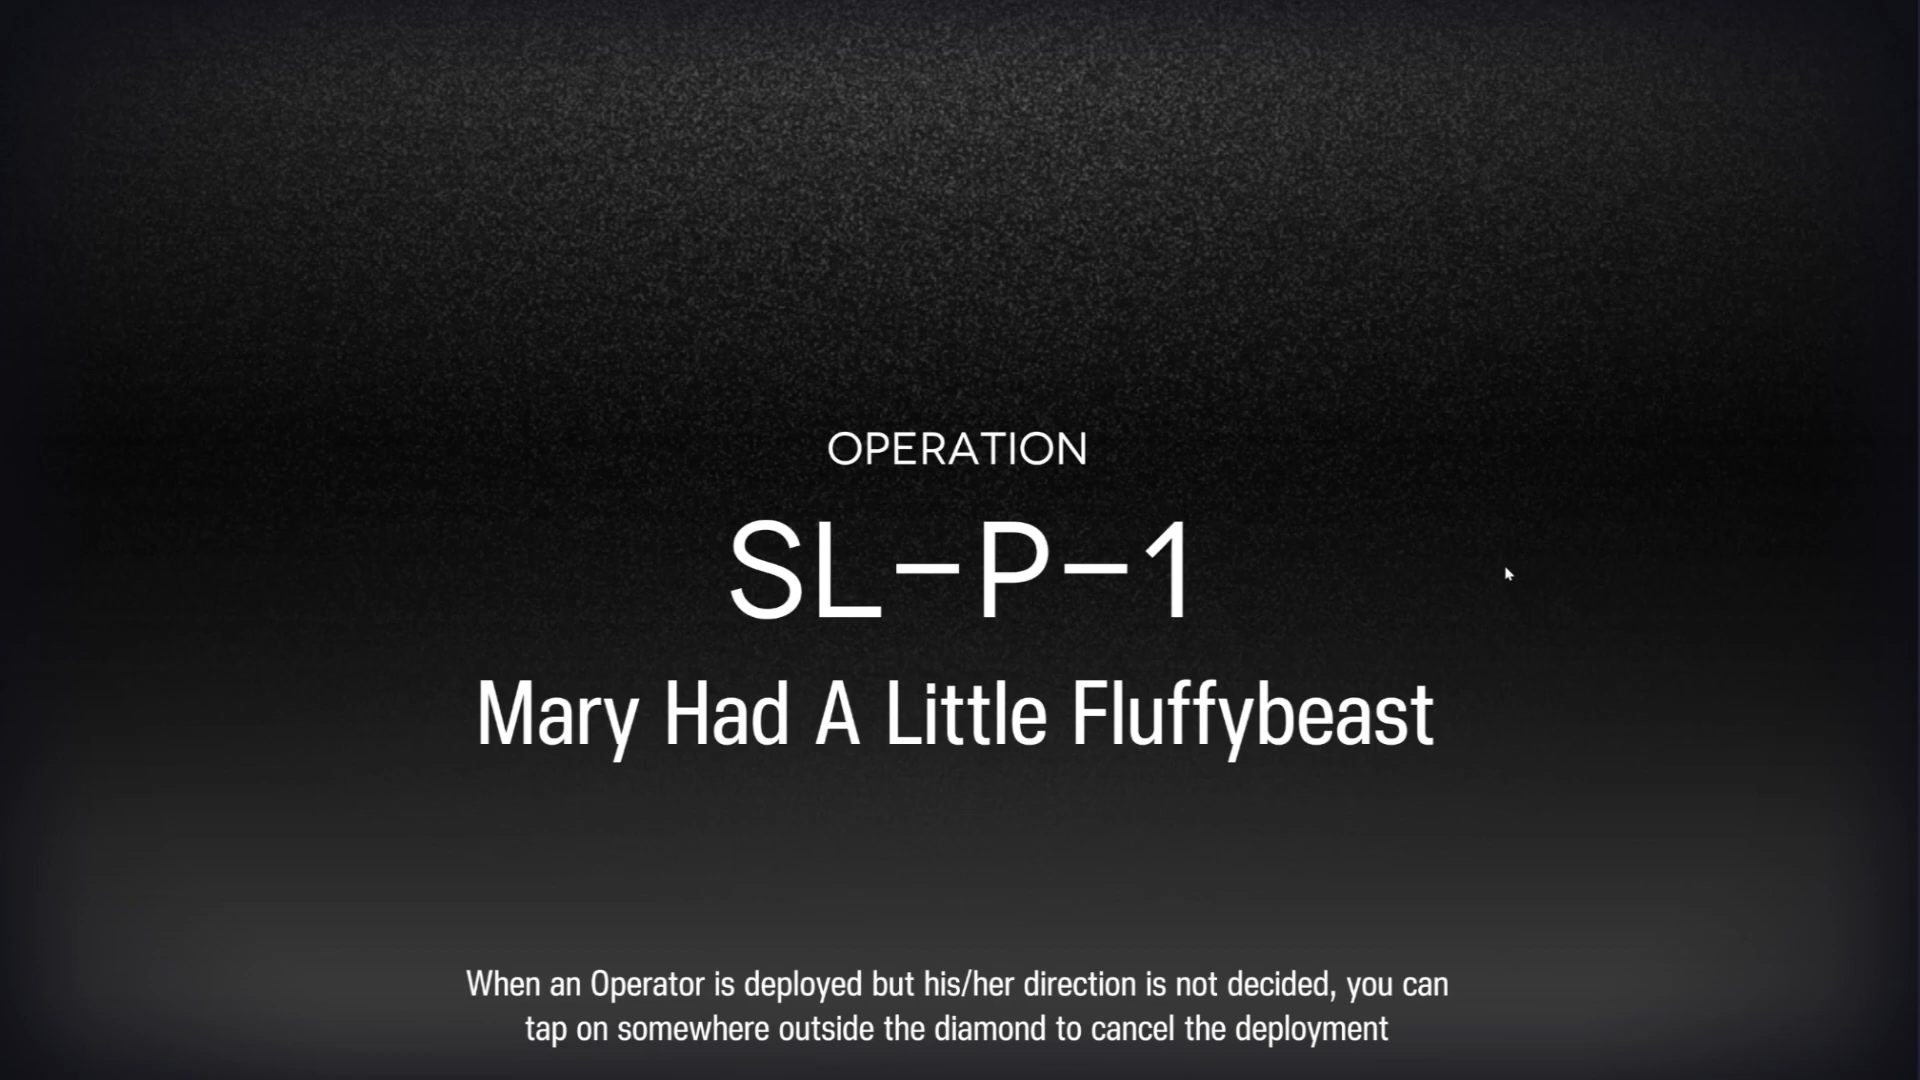 OPERATION
SL-P-1
Mary Had A Little Fluffybeast
When an Operator is deployed but his/her direction is not decided, you can
tap on somewhere outside the diamond to cancel the deployment